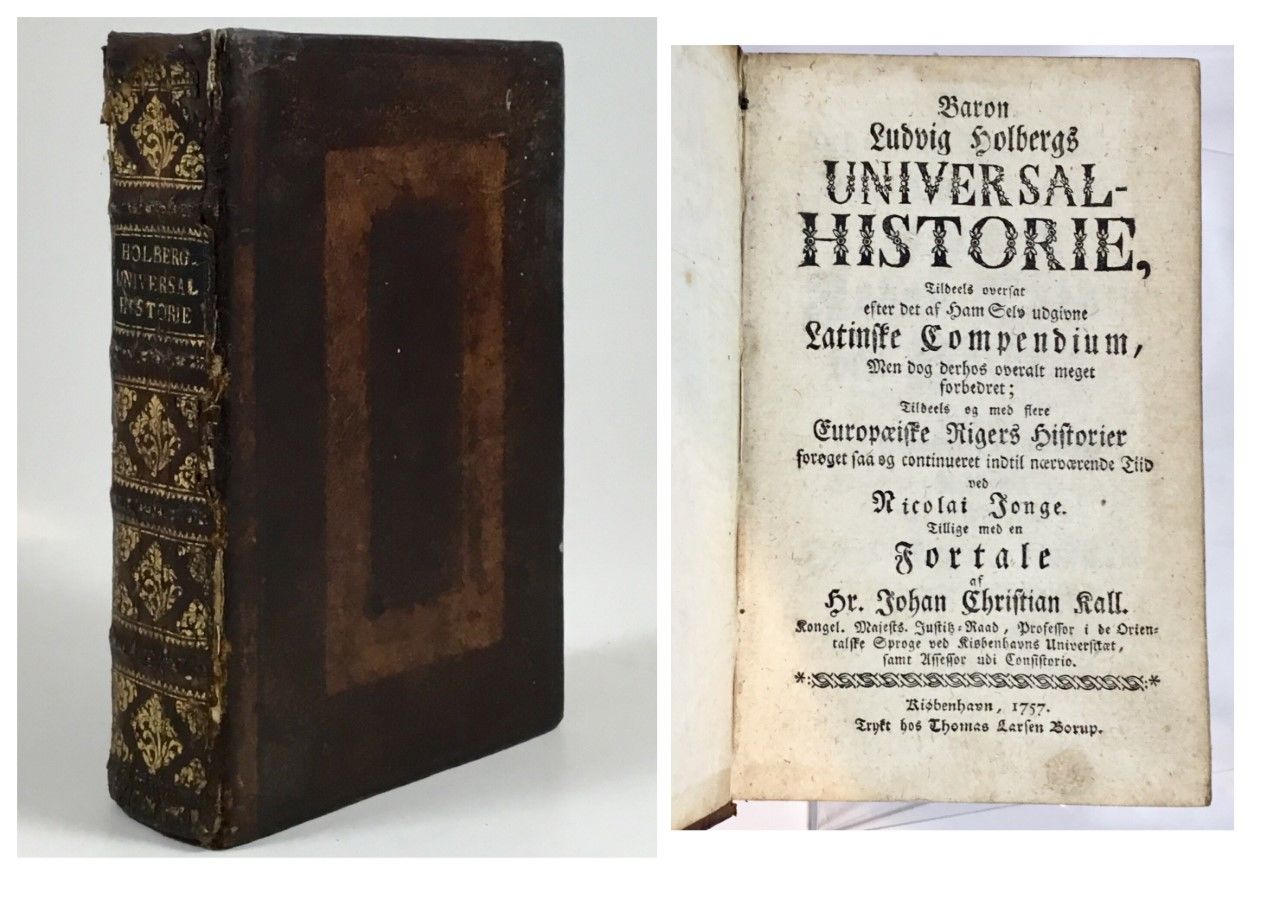 HOLBERG
UNIVERSAL
HISTORIE
Baron
Ludvig Holbergs
UNIVERSAL-
HISTORIE,
Tildeels oversat
efter det af Ham Selv udgivne
Latinske Compendium,
Men dog derhos overalt meget
forbedret;
Tildeels og med flere
Europæiske Rigers Historier
forøget saa og continueret indtil nærværende Tiid
ved
Nicolai Jonge.
Tillige med en
Fortale
af
Hr. Johan Christian Kall.
Kongel. Majests. Justitz-Raad, Professor i de Orien-
talske Sproge ved Kiøbenhavns Universitæt,
samt Assessor udi Consistorio.
Kiøbenhavn, 1757.
Trykt hos Thomas Larsen Borup.